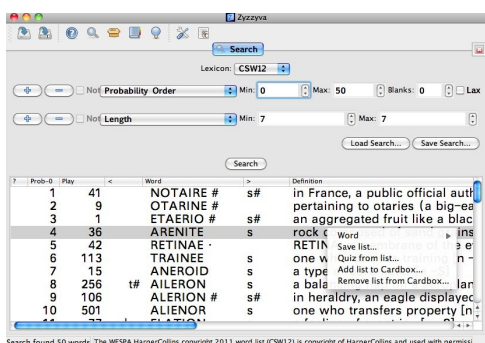 Zyzzyva
Search
Lexicon: CSW12
Not Probability Order Min: 0 Max: 50 Blanks: 0 Lax
Not Length Min: 7 Max: 7
Load Search... Save Search...
Search
? Prob-0 Play < Word > Definition
1 41 NOTAIRE # s# in France, a public official auth
2 9 OTARINE # pertaining to otaries (a big-ea
3 1 ETAERIO # s# an aggregated fruit like a blac
4 36 ARENITE s rock
5 42 RETINAE · RETIN
6 113 TRAINEE s one
7 15 ANEROID s a type
8 256 t# AILERON s a bala
9 106 ALERION # s# in heraldry, an eagle displayed
10 501 ALIENOR s one who transfers property [n
Word
Save list...
Quiz from list...
Add list to Cardbox...
Remove list from Cardbox...
Search found 50 words The WESPA HarperCollins copyright 2011 word list (CSW12) is copyright of HarperCollins and used with permissi